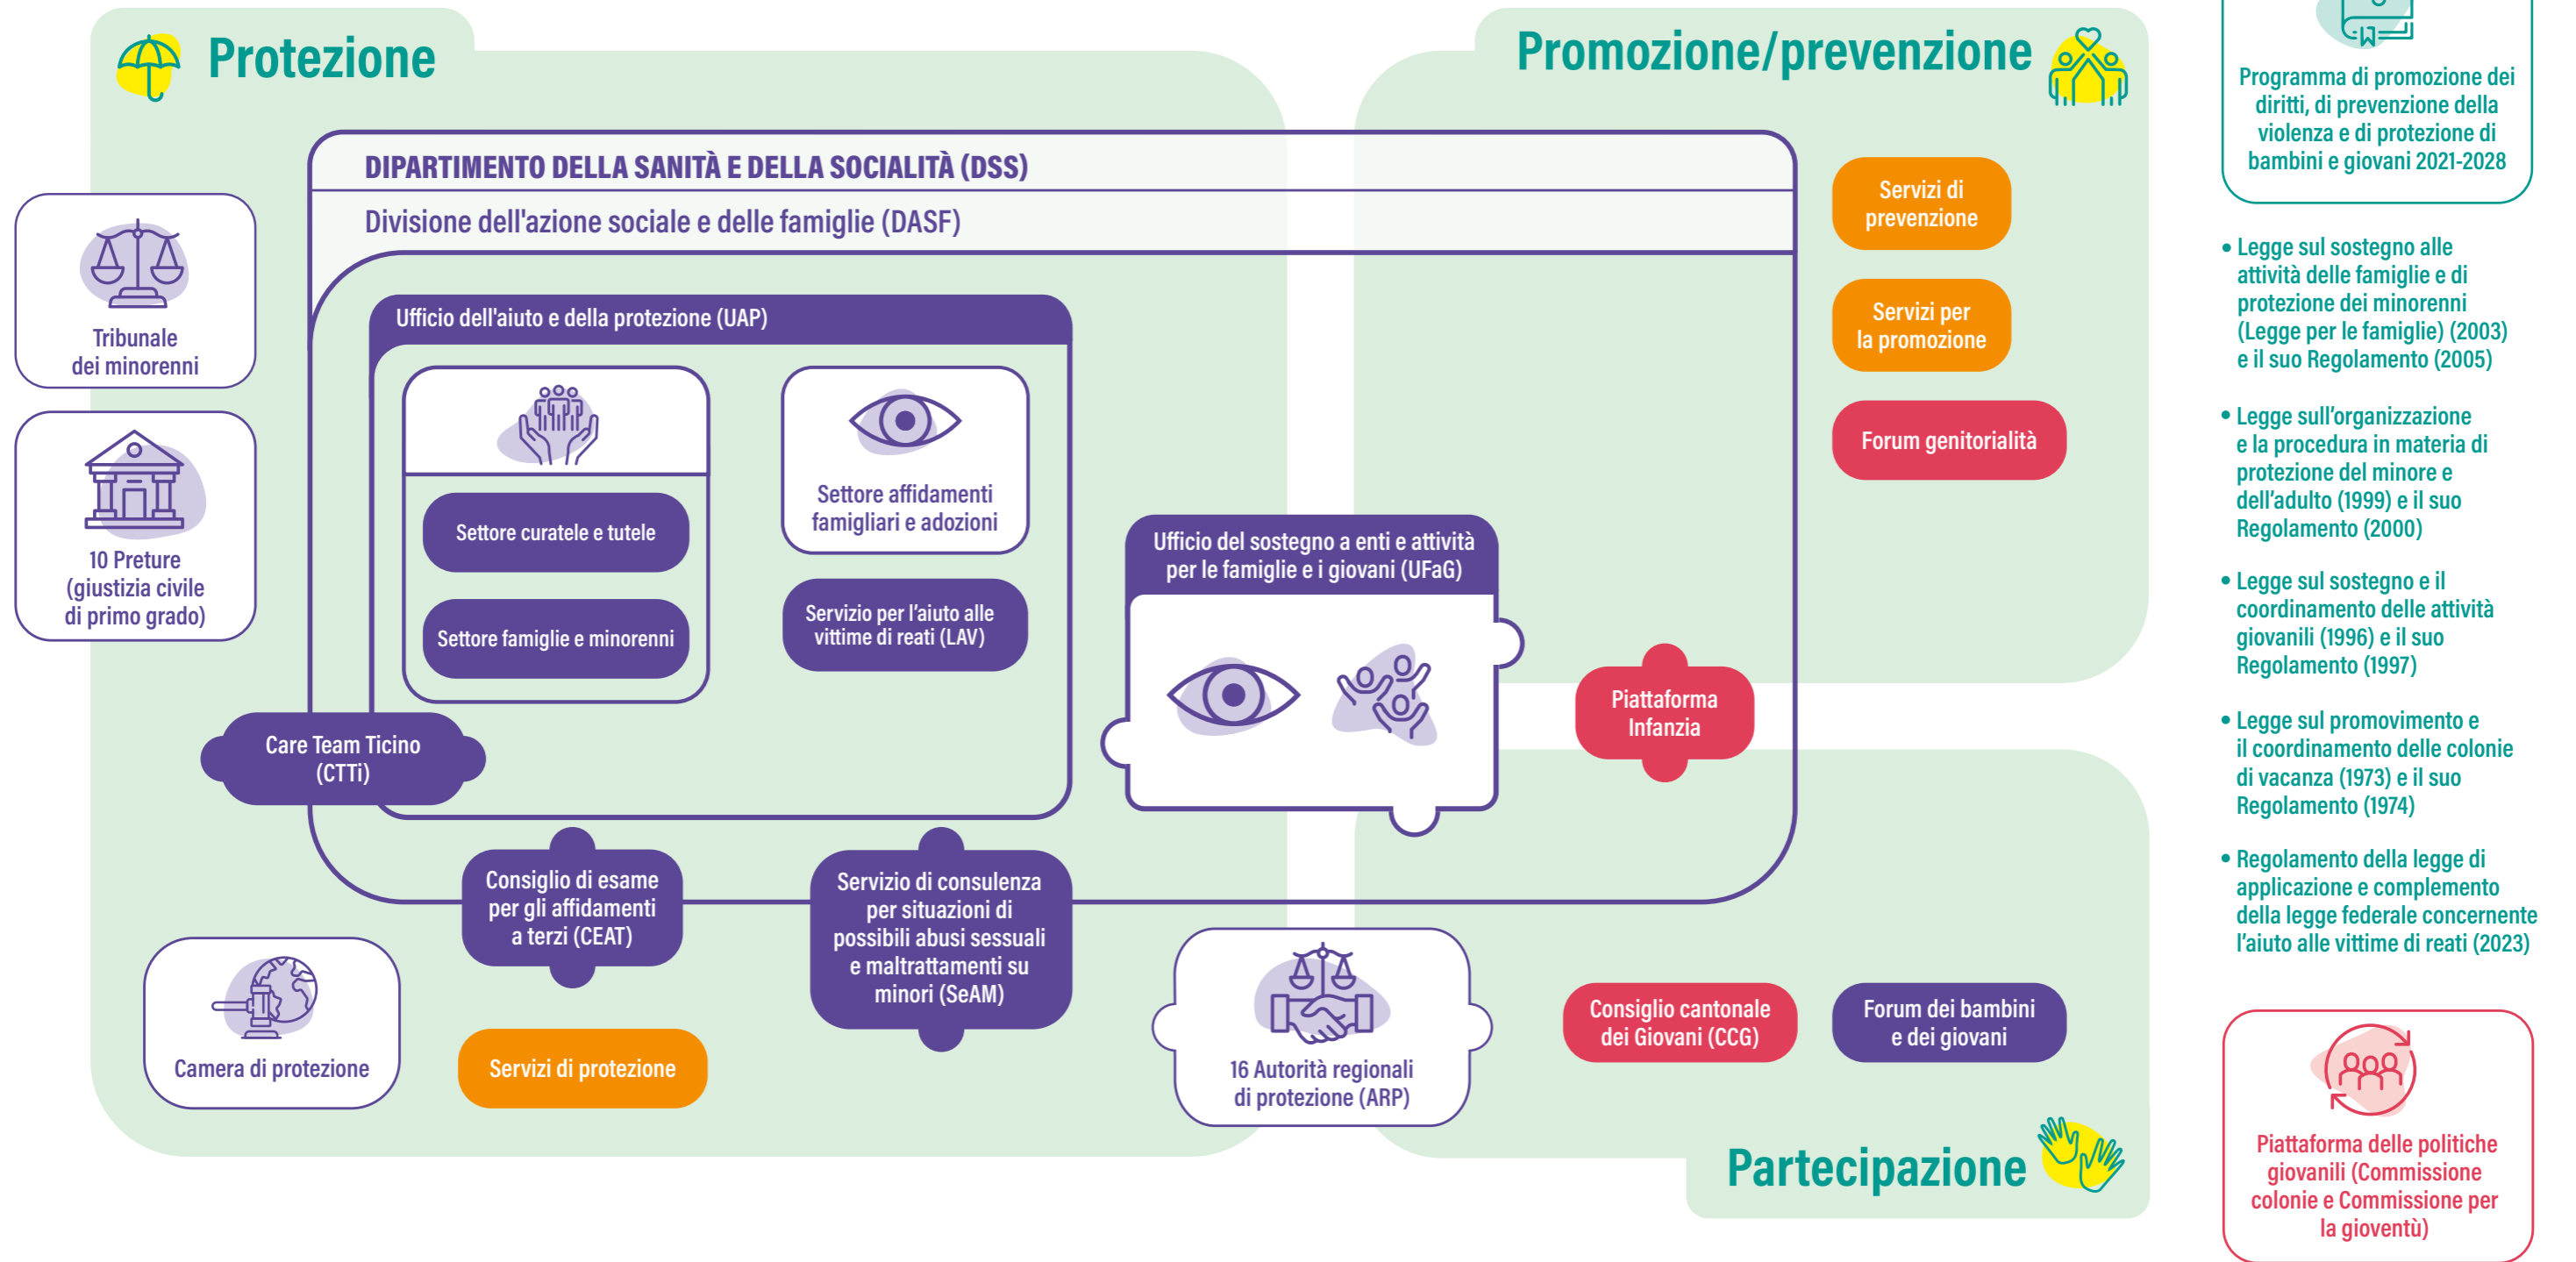 Protezione
Promozione/prevenzione
DIPARTIMENTO DELLA SANITÀ E DELLA SOCIALITÀ (DSS)
Divisione dell'azione sociale e delle famiglie (DASF)
Tribunale
dei minorenni
10 Preture
(giustizia civile
di primo grado)
Ufficio dell'aiuto e della protezione (UAP)
Settore curatele e tutele
Settore famiglie e minorenni
Settore affidamenti
famigliari e adozioni
Servizio per l’aiuto alle
vittime di reati (LAV)
Care Team Ticino
(CTTi)
Consiglio di esame
per gli affidamenti
a terzi (CEAT)
Servizio di consulenza
per situazioni di
possibili abusi sessuali
e maltrattamenti su
minori (SeAM)
Camera di protezione
Servizi di protezione
Ufficio del sostegno a enti e attività
per le famiglie e i giovani (UFaG)
16 Autorità regionali
di protezione (ARP)
Servizi di
prevenzione
Servizi per
la promozione
Forum genitorialità
Piattaforma
Infanzia
Consiglio cantonale
dei Giovani (CCG)
Forum dei bambini
e dei giovani
Partecipazione
Programma di promozione dei
diritti, di prevenzione della
violenza e di protezione di
bambini e giovani 2021-2028
• Legge sul sostegno alle
attività delle famiglie e di
protezione dei minorenni
(Legge per le famiglie) (2003)
e il suo Regolamento (2005)
• Legge sull’organizzazione
e la procedura in materia di
protezione del minore e
dell’adulto (1999) e il suo
Regolamento (2000)
• Legge sul sostegno e il
coordinamento delle attività
giovanili (1996) e il suo
Regolamento (1997)
• Legge sul promovimento e
il coordinamento delle colonie
di vacanza (1973) e il suo
Regolamento (1974)
• Regolamento della legge di
applicazione e complemento
della legge federale concernente
l’aiuto alle vittime di reati (2023)
Piattaforma delle politiche
giovanili (Commissione
colonie e Commissione per
la gioventù)